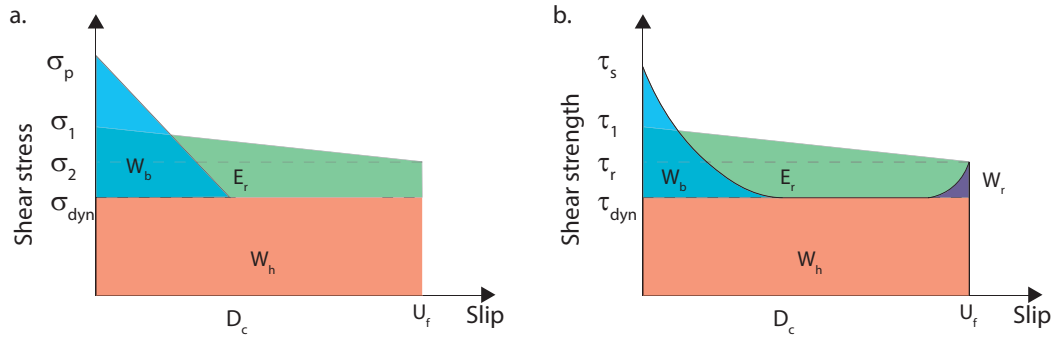 a.
Shear stress
σp
σ1
σ2
σdyn
Wb
Er
Wh
Dc
Uf
Slip
b.
Shear strength
τs
τ1
τr
τdyn
Wb
Er
Wr
Wh
Dc
Uf
Slip